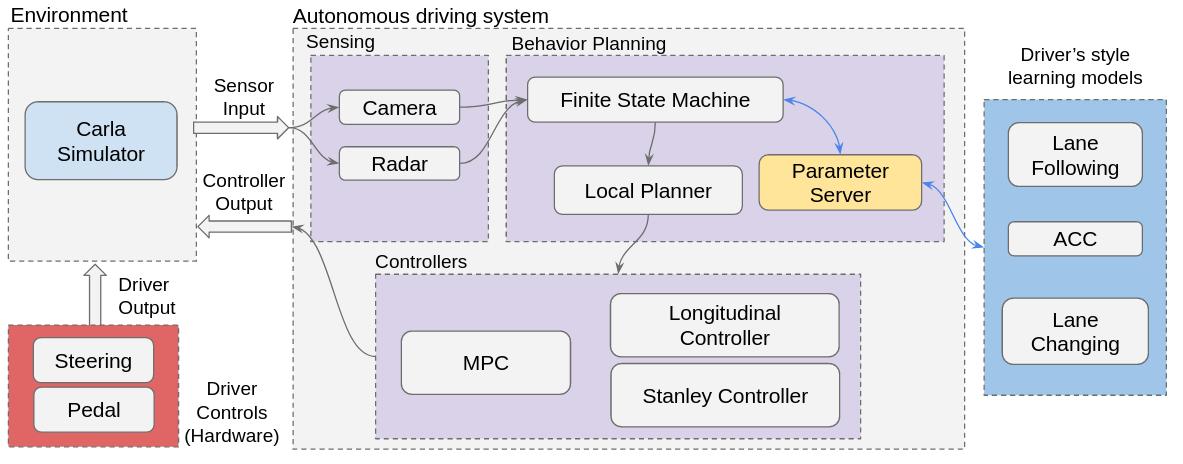 Environment
Carla
Simulator
Sensor
Input
Controller
Output
Driver
Output
Steering
Pedal
Driver
Controls
(Hardware)
Autonomous driving system
Sensing
Camera
Radar
Behavior Planning
Finite State Machine
Local Planner
Parameter
Server
Controllers
MPC
Longitudinal
Controller
Stanley Controller
Driver’s style
learning models
Lane
Following
ACC
Lane
Changing